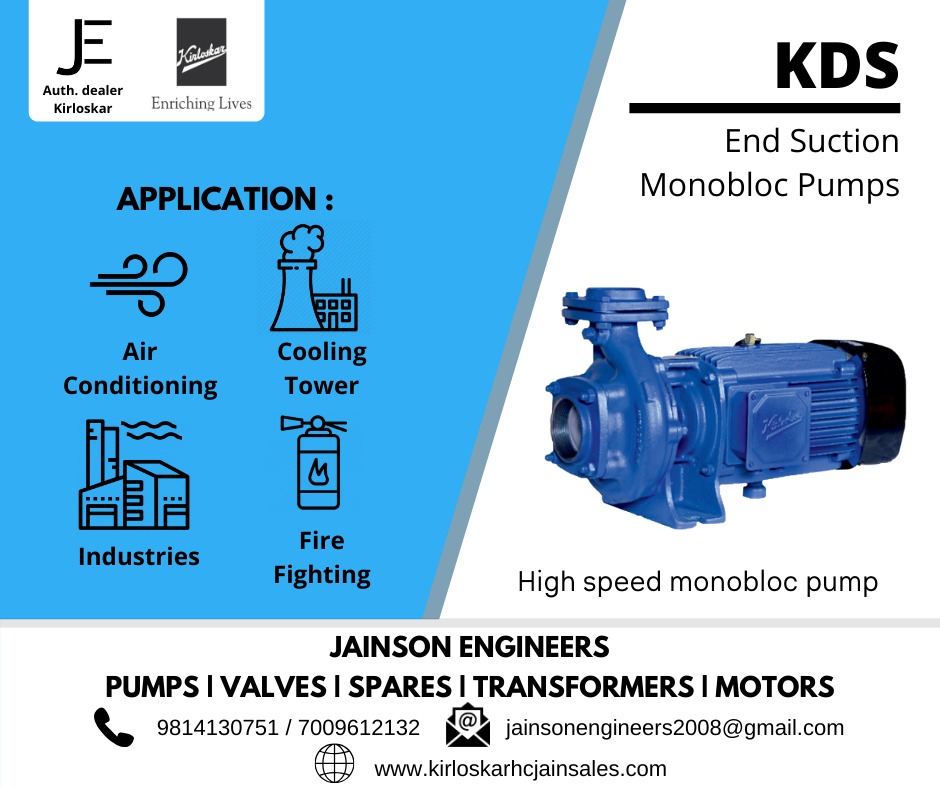 JE
Auth. dealer
Kirloskar
Kirloskar
Enriching Lives
KDS
End Suction
Monobloc Pumps
APPLICATION :
Air
Conditioning
Cooling
Tower
Industries
Fire
Fighting
Kirloskar
High speed monobloc pump
JAINSON ENGINEERS
PUMPS | VALVES | SPARES | TRANSFORMERS | MOTORS
9814130751 / 7009612132
@
jainsonengineers2008@gmail.com
www.kirloskarhcjainsales.com